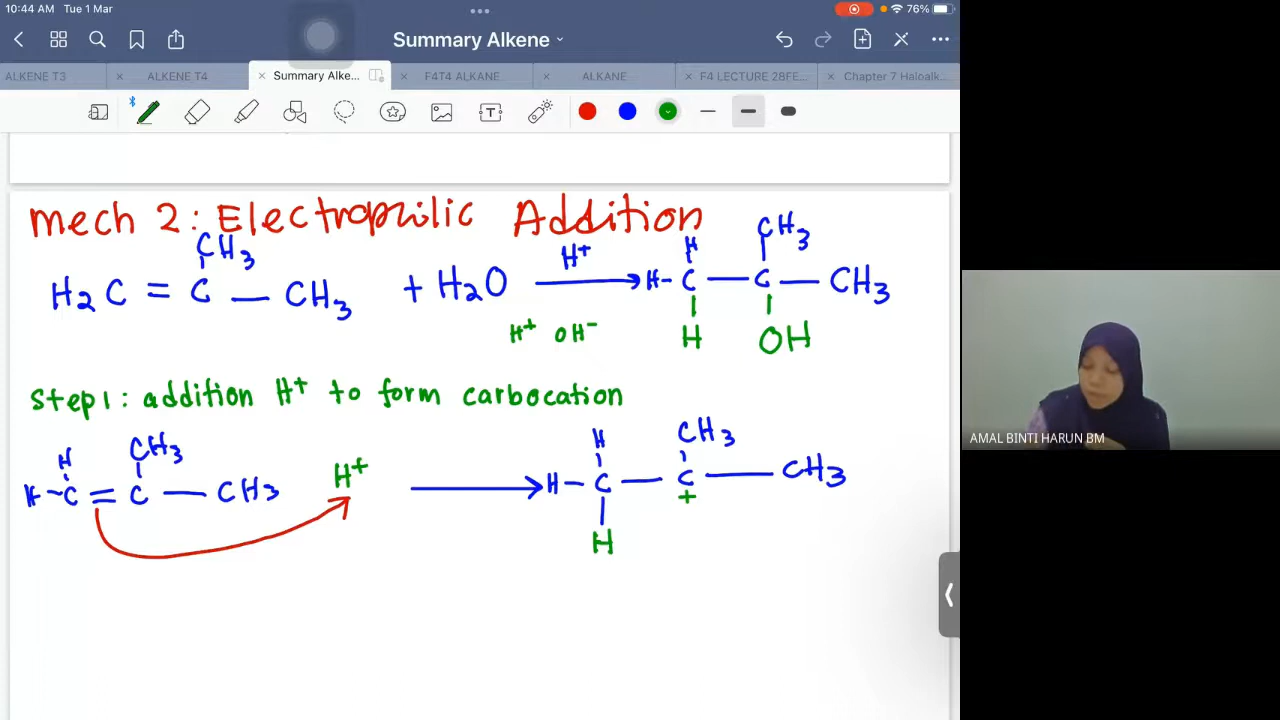 10:44 AM Tue 1 Mar
76%
Summary Alkene
ALKENE T3
ALKENE T4
Summary Alke...
F4T4 ALKANE
ALKANE
F4 LECTURE 28FE...
Chapter 7 Haloalk...
T
mech 2: Electrophilic Addition
CH3
CH3
H+
H
H2C = C — CH3 + H2O → H- C — C — CH3
H+ OH-
H
OH
Step 1: addition H+ to form carbocation
CH3
H
H+
H-C = C — CH3
→
H
CH3
H - C — C — CH3
+
H
AMAL BINTI HARUN BM